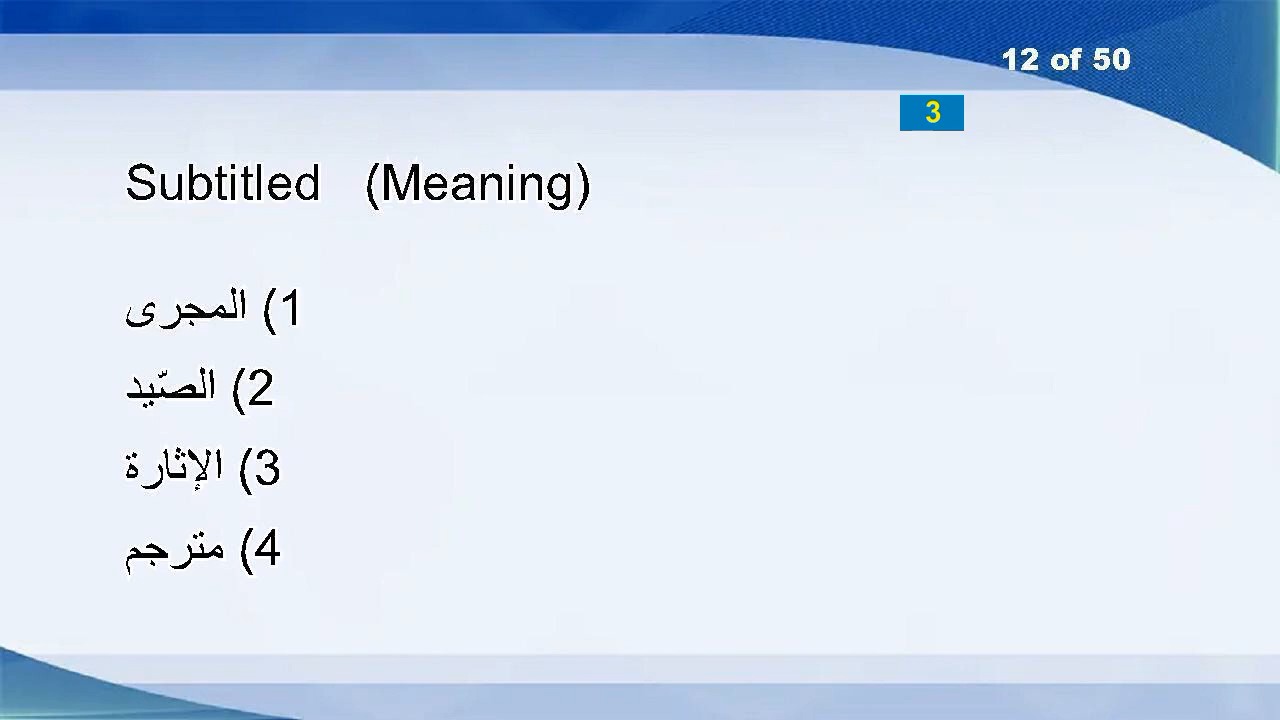 12 of 50
3
Subtitled (Meaning)
1) المجرى
2) الصّيد
3) الإثارة
4) مترجم